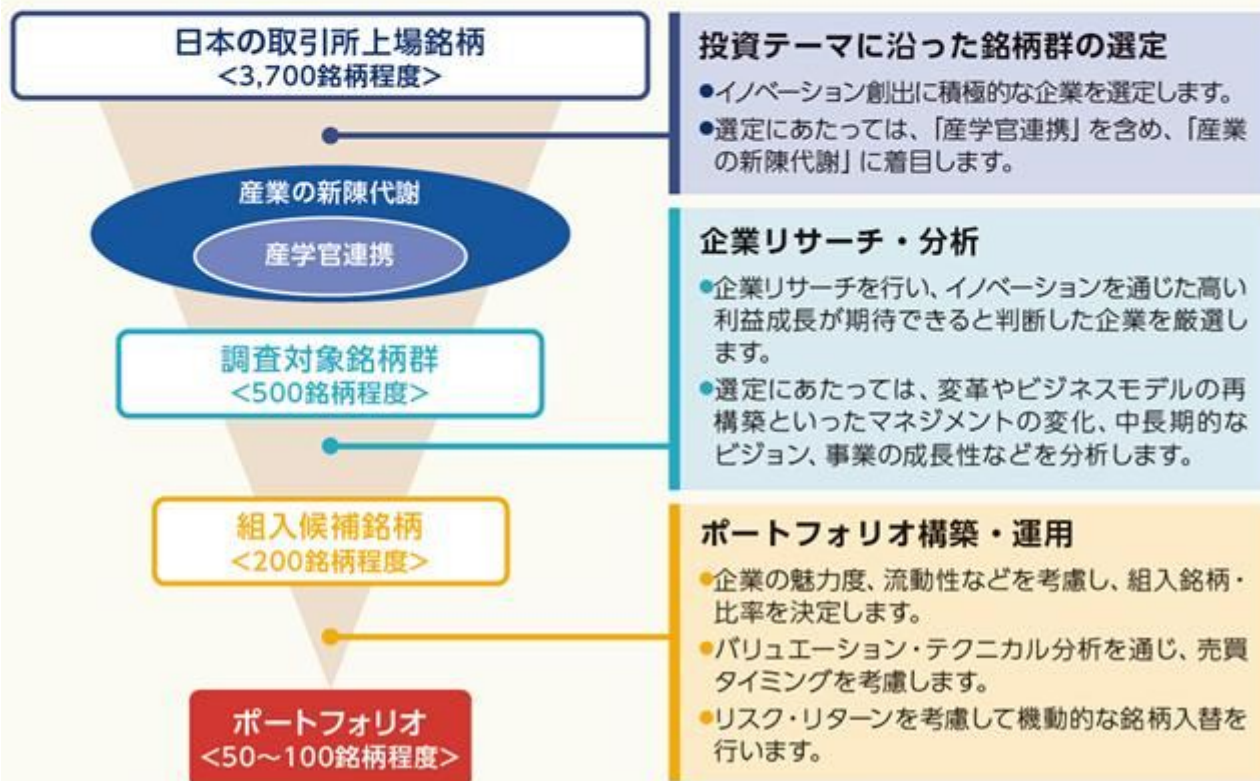 日本の取引所上場銘柄
<3,700銘柄程度>
産業の新陳代謝
産学官連携
調査対象銘柄群
<500銘柄程度>
組入候補銘柄
<200銘柄程度>
ポートフォリオ
<50～100銘柄程度>
投資テーマに沿った銘柄群の選定
●イノベーション創出に積極的な企業を選定します。
●選定にあたっては、「産学官連携」を含め、「産業
の新陳代謝」に着目します。
企業リサーチ・分析
●企業リサーチを行い、イノベーションを通じた高い
利益成長が期待できると判断した企業を厳選し
ます。
●選定にあたっては、変革やビジネスモデルの再
構築といったマネジメントの変化、中長期的な
ビジョン、事業の成長性などを分析します。
ポートフォリオ構築・運用
●企業の魅力度、流動性などを考慮し、組入銘柄・
比率を決定します。
●バリュエーション・テクニカル分析を通じ、売買
タイミングを考慮します。
●リスク・リターンを考慮して機動的な銘柄入替を
行います。